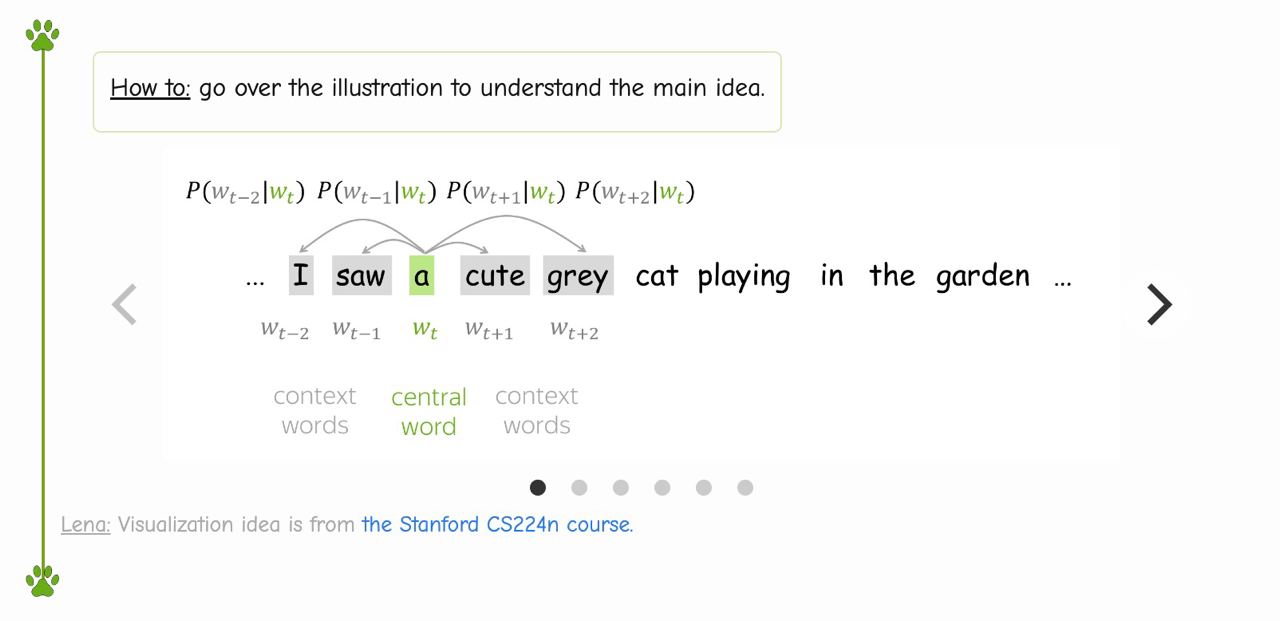 How to: go over the illustration to understand the main idea.
P(w_{t−2}|w_t) P(w_{t−1}|w_t) P(w_{t+1}|w_t) P(w_{t+2}|w_t)
... I saw a cute grey cat playing in the garden ...
w_{t−2} w_{t−1} w_t w_{t+1} w_{t+2}
context central context
words word words
Lena: Visualization idea is from the Stanford CS224n course.